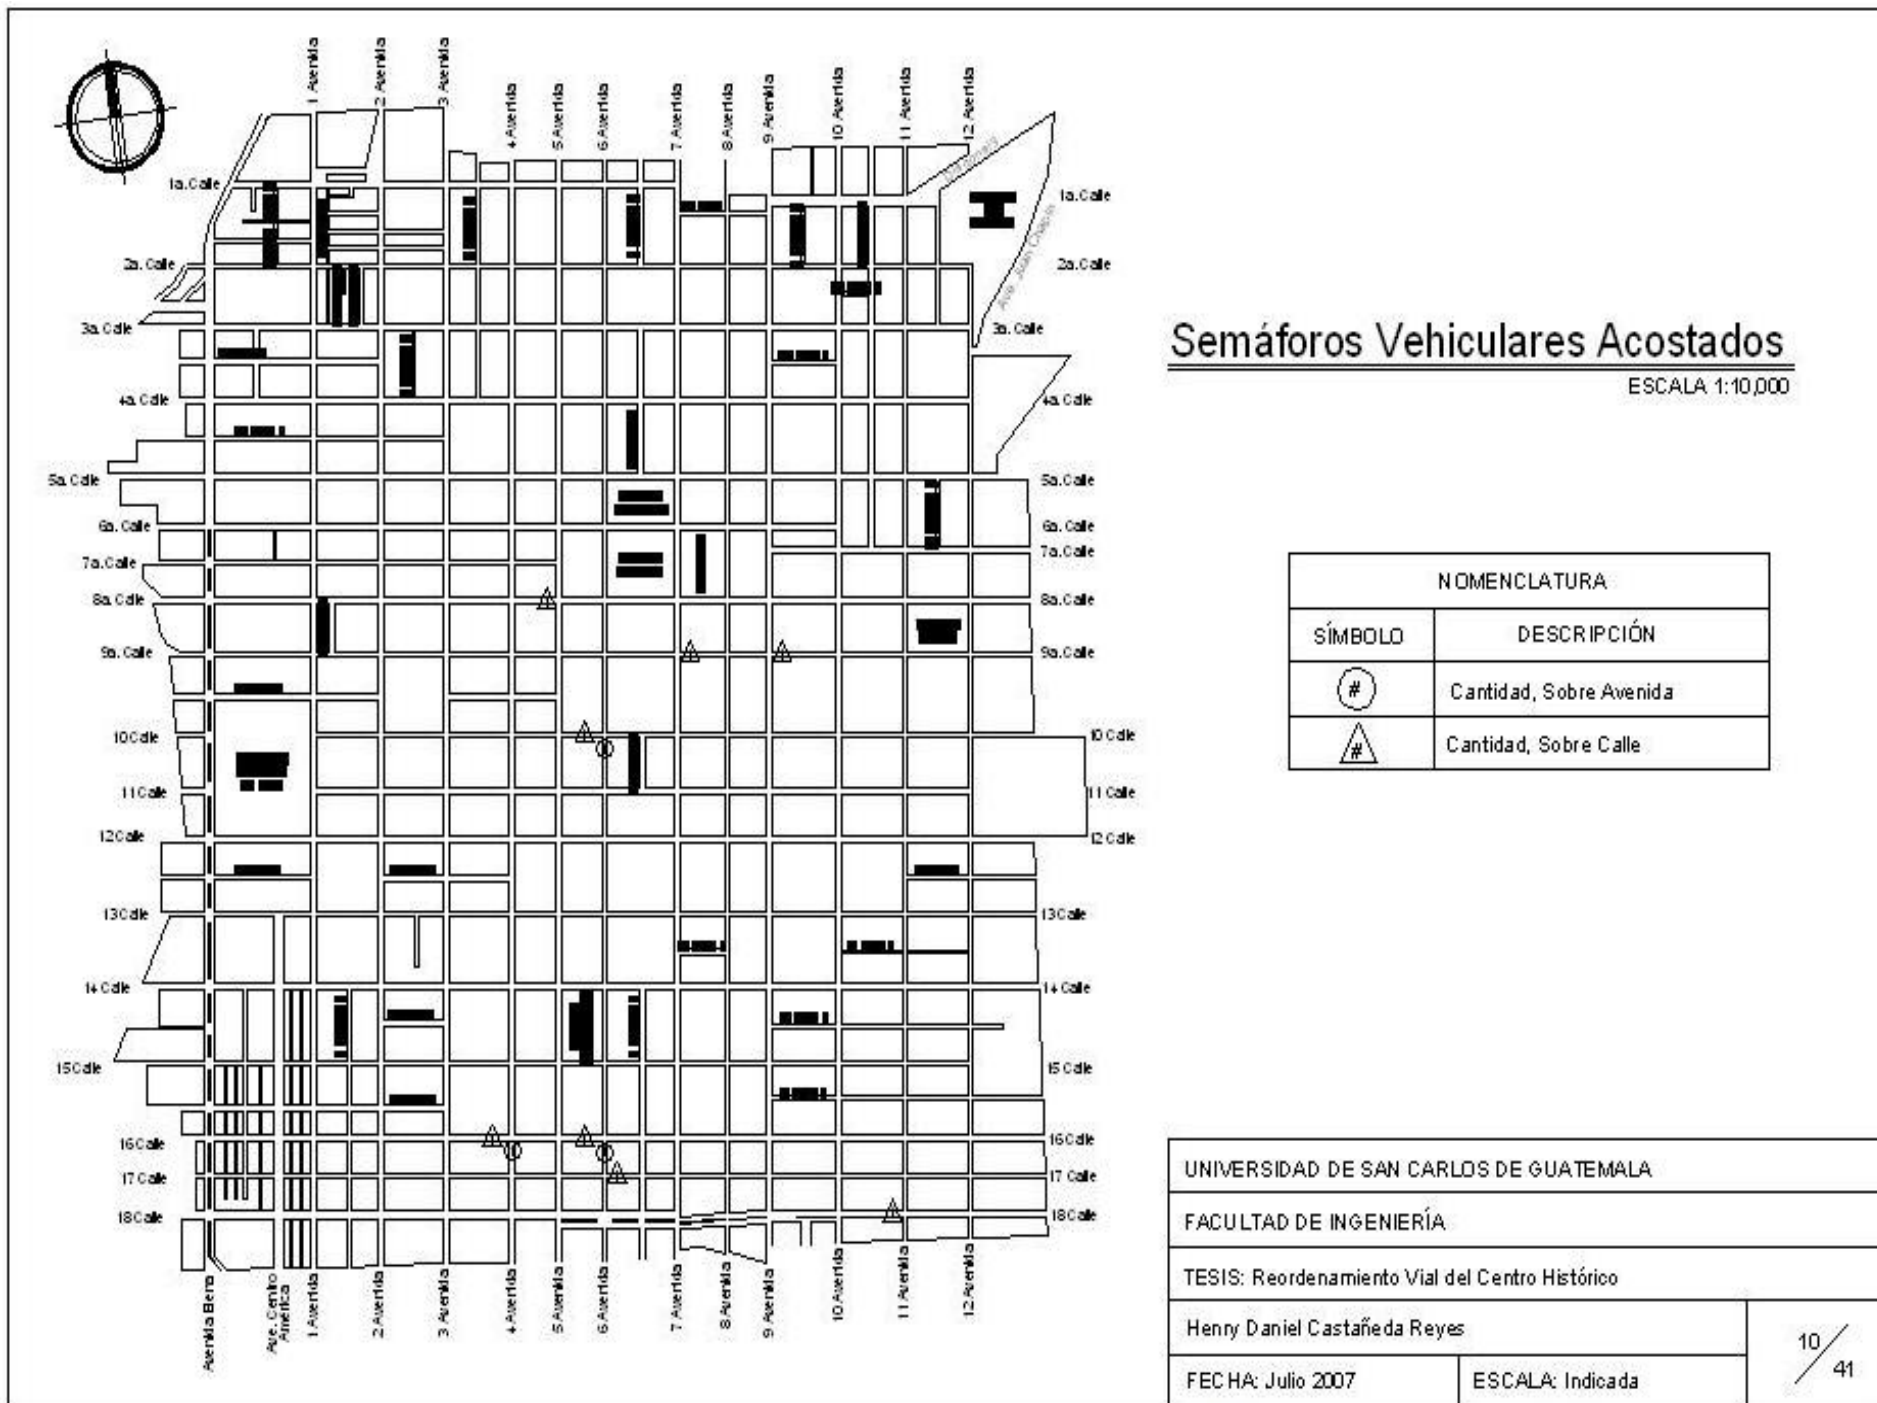 1 Avenida
2 Avenida
3 Avenida
4 Avenida
5 Avenida
6 Avenida
7 Avenida
8 Avenida
9 Avenida
10 Avenida
11 Avenida
12 Avenida
1a. Calle
2a. Calle
3a. Calle
4a. Calle
5a. Calle
6a. Calle
7a. Calle
8a. Calle
9a. Calle
10 Calle
11 Calle
12 Calle
13 Calle
14 Calle
15 Calle
16 Calle
17 Calle
18 Calle
Ave. Juan Chapín
1a. Calle
2a. Calle
3a. Calle
4a. Calle
5a. Calle
6a. Calle
7a. Calle
8a. Calle
9a. Calle
10 Calle
11 Calle
12 Calle
13 Calle
14 Calle
15 Calle
16 Calle
17 Calle
18 Calle
Avenida
Ave. Centro
América
1 Avenida
2 Avenida
3 Avenida
4 Avenida
5 Avenida
6 Avenida
7 Avenida
8 Avenida
9 Avenida
10 Avenida
11 Avenida
12 Avenida
Semáforos Vehiculares Acostados
ESCALA 1:10,000
NOMENCLATURA
SÍMBOLO DESCRIPCIÓN
# Cantidad, Sobre Avenida
# Cantidad, Sobre Calle
UNIVERSIDAD DE SAN CARLOS DE GUATEMALA
FACULTAD DE INGENIERÍA
TESIS: Reordenamiento Vial del Centro Histórico
Henry Daniel Castañeda Reyes
FECHA: Julio 2007 ESCALA: Indicada
10/41